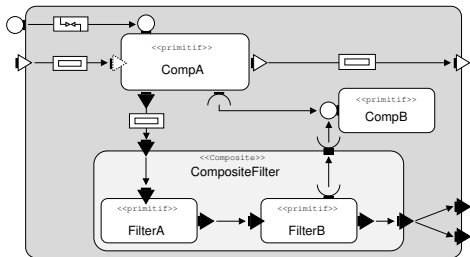 <<primitif>>
CompA
<<primitif>>
CompB
<<Composite>>
CompositeFilter
<<primitif>>
FilterA
<<primitif>>
FilterB